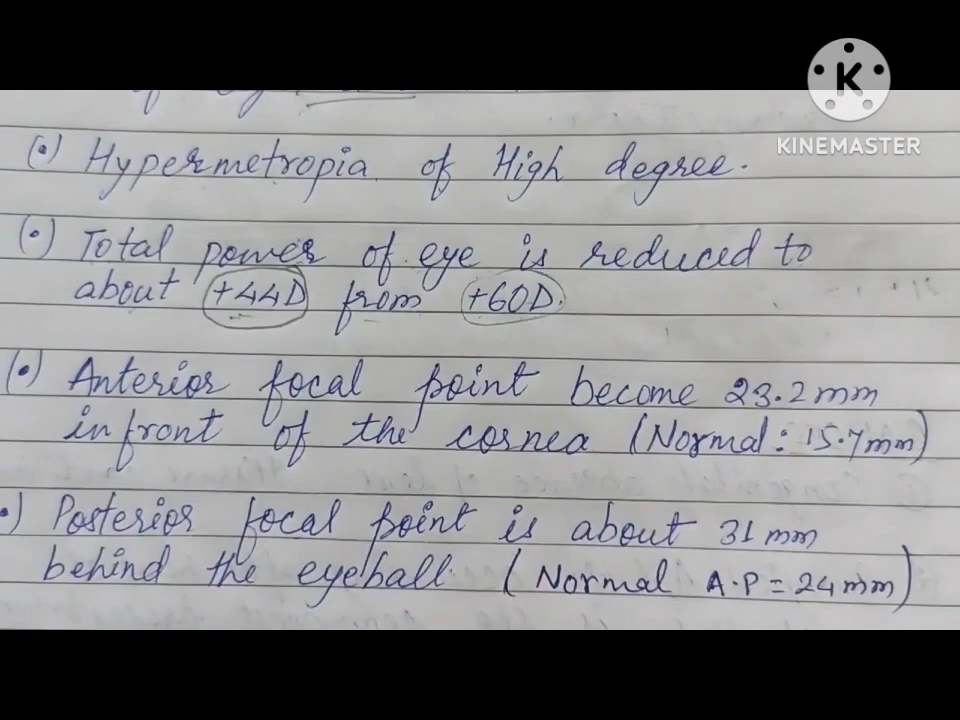 (•) Hypermetropia of High degree.
(•) Total power of eye is reduced to
about +44D from +60D.
(•) Anterior focal point become 23.2mm
infront of the cornea (Normal: 15.7mm)
•) Posterior focal point is about 31mm
behind the eyeball. (Normal A.P = 24mm)
K
KINEMASTER